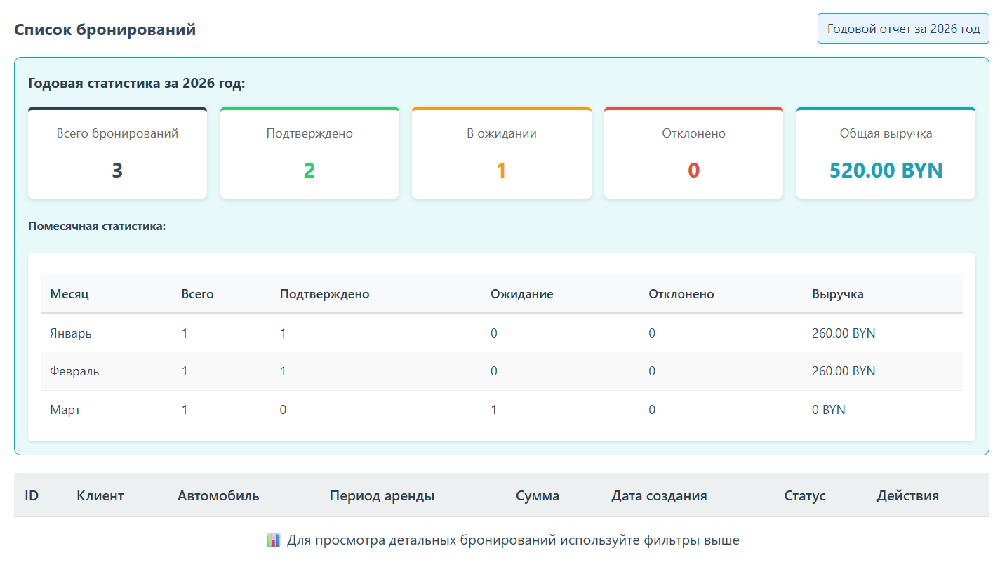 Список бронирований
Годовой отчет за 2026 год
Годовая статистика за 2026 год:
Всего бронирований
3
Подтверждено
2
В ожидании
1
Отклонено
0
Общая выручка
520.00 BYN
Помесячная статистика:
Месяц Всего Подтверждено Ожидание Отклонено Выручка
Январь 1 1 0 0 260.00 BYN
Февраль 1 1 0 0 260.00 BYN
Март 1 0 1 0 0 BYN
ID Клиент Автомобиль Период аренды Сумма Дата создания Статус Действия
Для просмотра детальных бронирований используйте фильтры выше